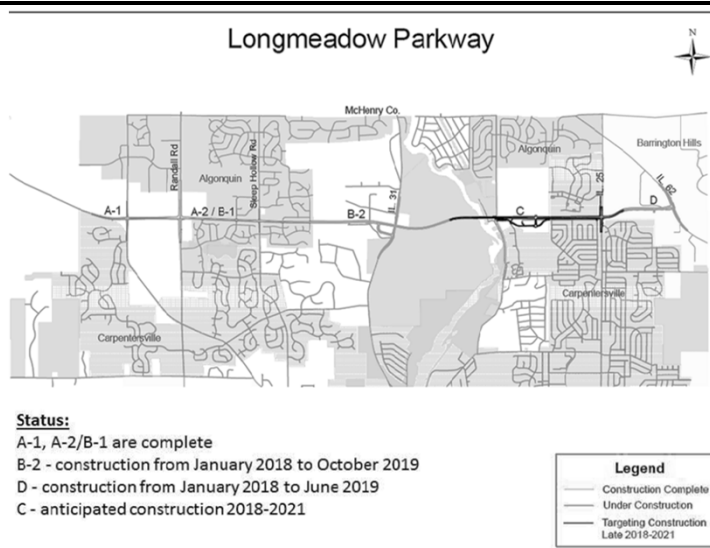 Longmeadow Parkway
N
McHenry Co.
Algonquin
Barrington Hills
Randall Rd
Algonquin
Sleep Hollow Rd
IL. 31
IL. 25
IL. 62
A-1
A-2 / B-1
B-2
C
D
Carpentersville
Carpentersville
Status:
A-1, A-2/B-1 are complete
B-2 - construction from January 2018 to October 2019
D - construction from January 2018 to June 2019
C - anticipated construction 2018-2021
Legend
Construction Complete
Under Construction
Targeting Construction
Late 2018-2021